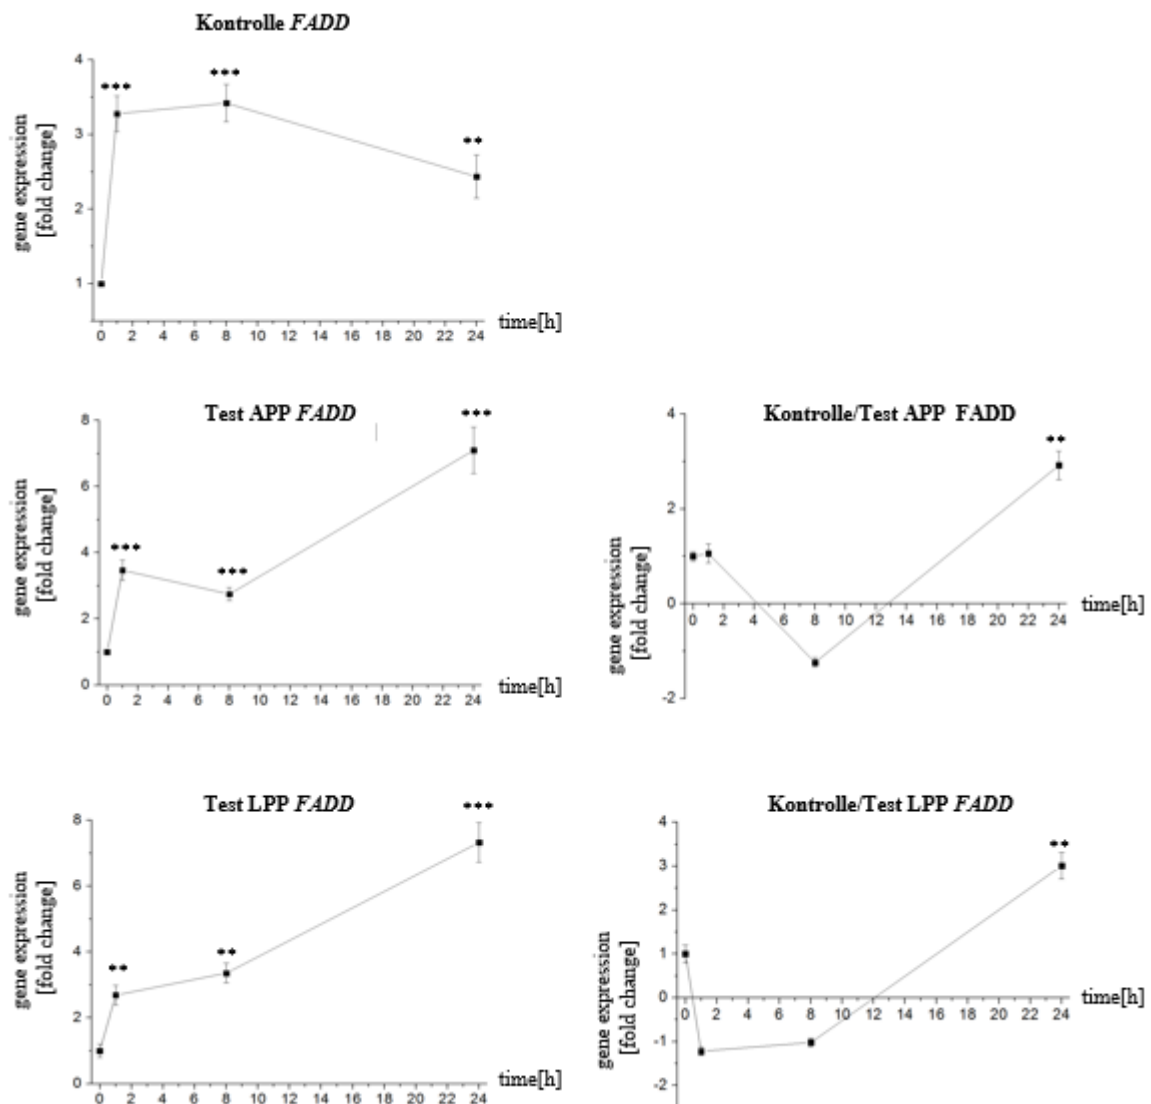 Kontrolle FADD
gene expression
[fold change]
4
3
2
1
***
***
**
0 2 4 6 8 10 12 14 16 18 20 22 24
time[h]
Test APP FADD
gene expression
[fold change]
8
6
4
2
0
***
***
***
0 2 4 6 8 10 12 14 16 18 20 22 24
time[h]
Kontrolle/Test APP FADD
gene expression
[fold change]
4
2
0
-2
**
0 2 4 6 8 10 12 14 16 18 20 22 24
time[h]
Test LPP FADD
gene expression
[fold change]
8
6
4
2
0
**
**
***
0 2 4 6 8 10 12 14 16 18 20 22 24
time[h]
Kontrolle/Test LPP FADD
gene expression
[fold change]
4
3
2
1
0
-1
-2
**
0 2 4 6 8 10 12 14 16 18 20 22 24
time[h]